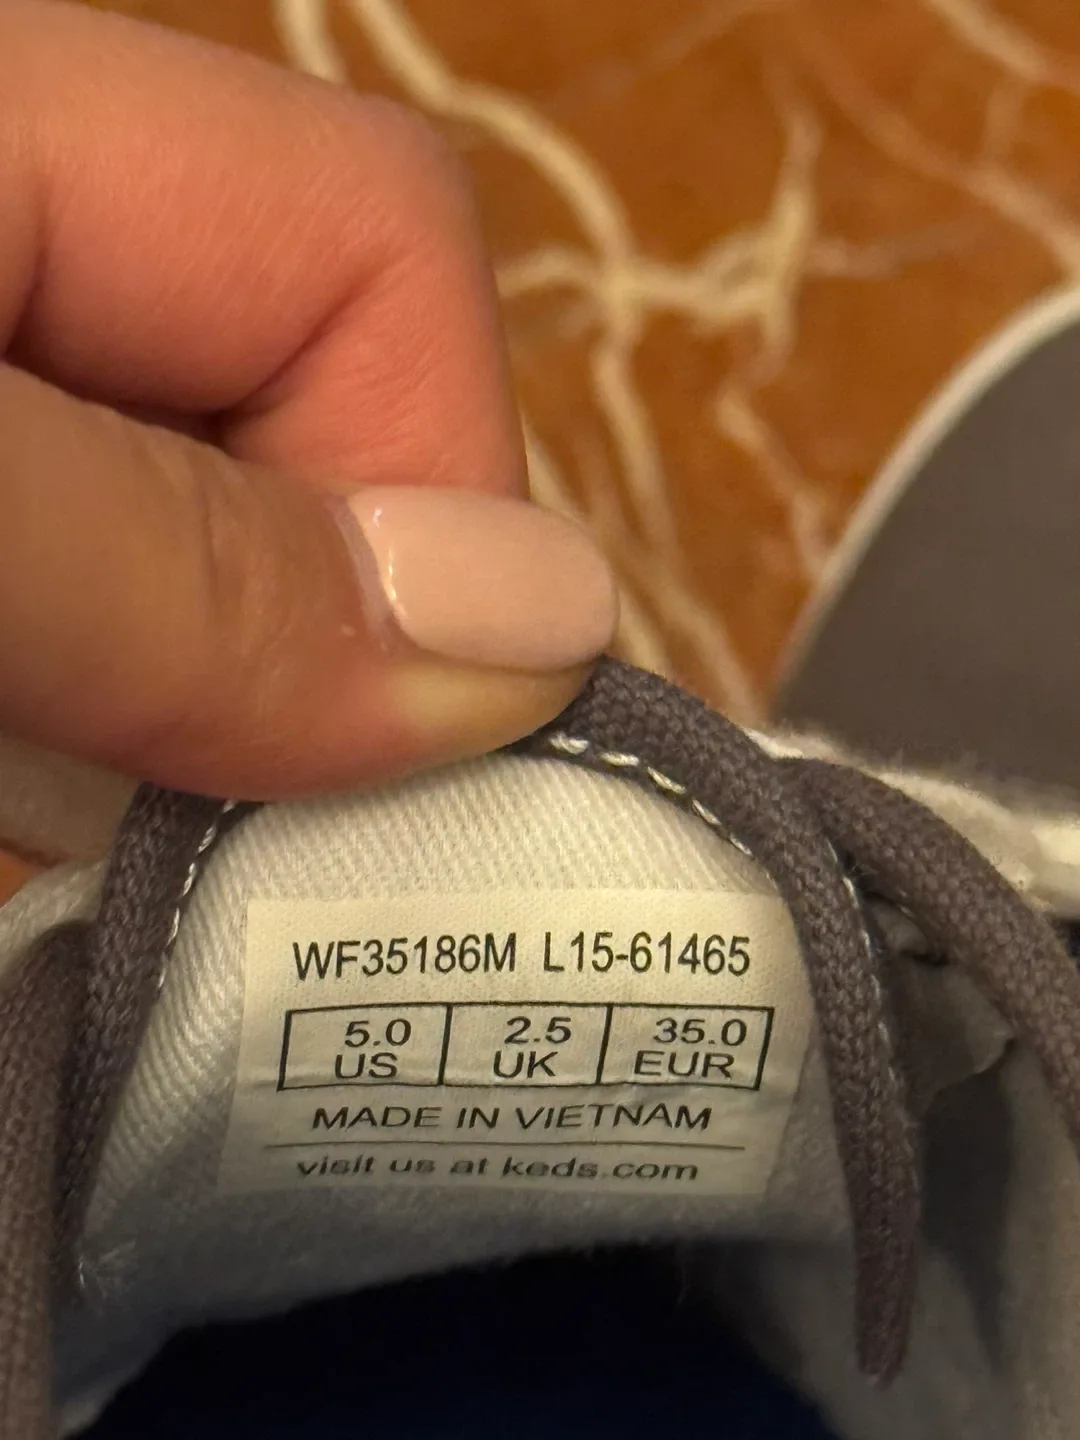 WF35186M L15-61465
5.0 2.5 35.0
US UK EUR
MADE IN VIETNAM
visit us at keds.com